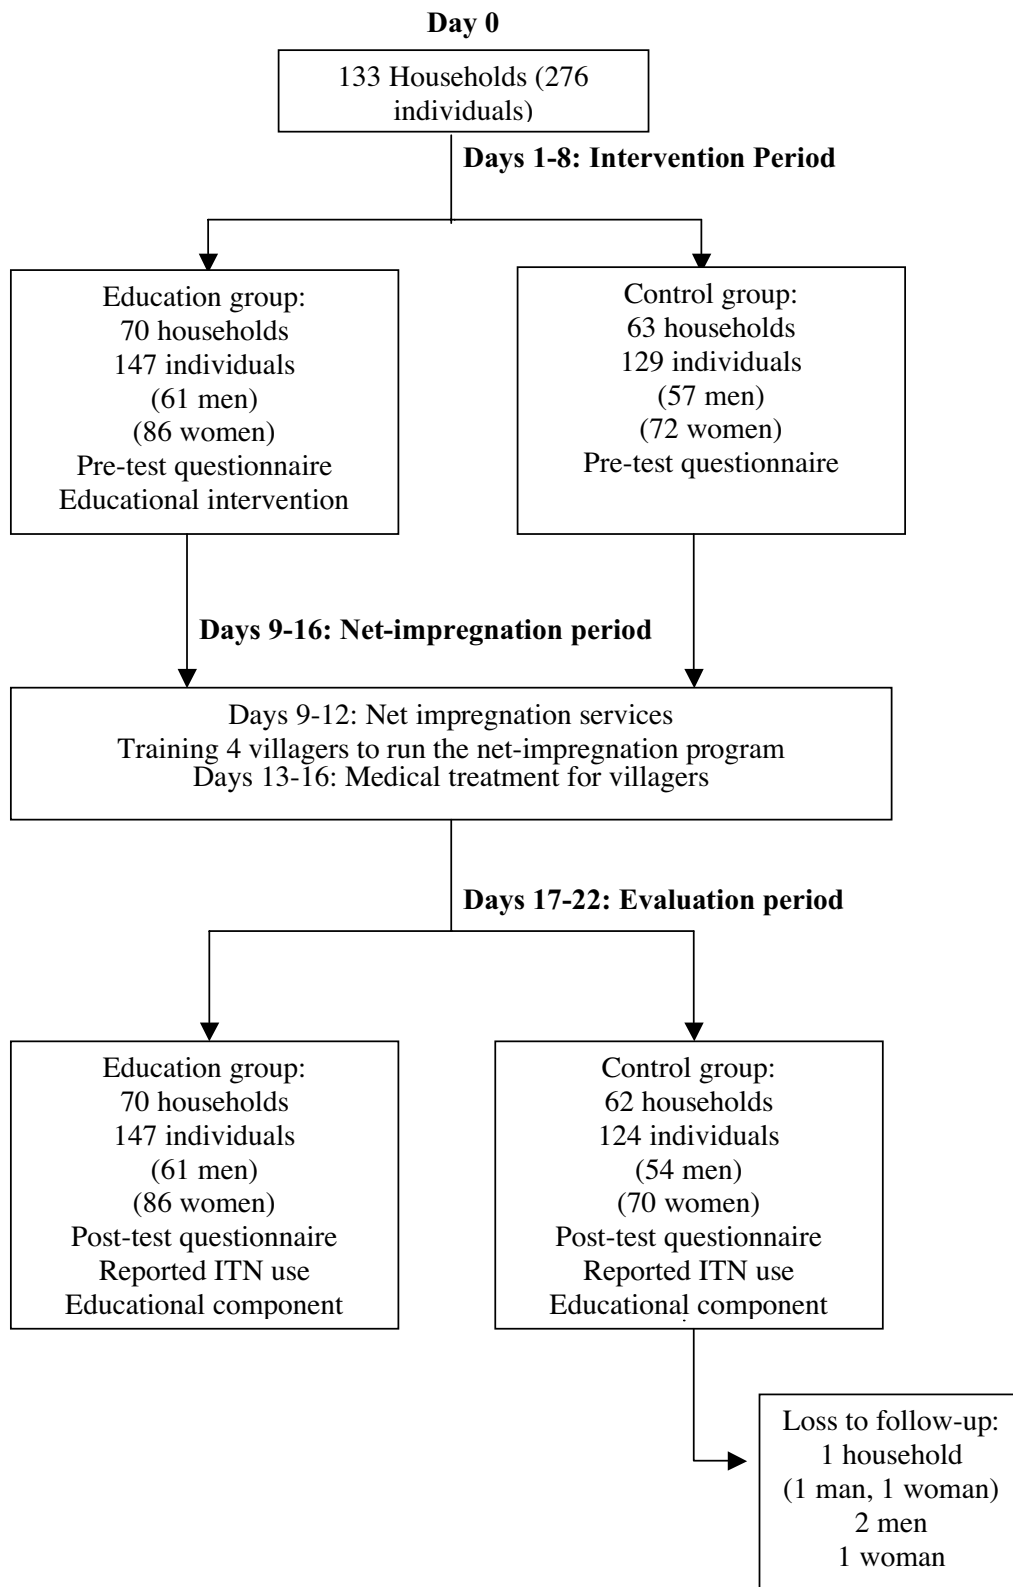 Day 0
133 Households (276
individuals)
Days 1-8: Intervention Period
Education group:
70 households
147 individuals
(61 men)
(86 women)
Pre-test questionnaire
Educational intervention
Control group:
63 households
129 individuals
(57 men)
(72 women)
Pre-test questionnaire
Days 9-16: Net-impregnation period
Days 9-12: Net impregnation services
Training 4 villagers to run the net-impregnation program
Days 13-16: Medical treatment for villagers
Days 17-22: Evaluation period
Education group:
70 households
147 individuals
(61 men)
(86 women)
Post-test questionnaire
Reported ITN use
Educational component
Control group:
62 households
124 individuals
(54 men)
(70 women)
Post-test questionnaire
Reported ITN use
Educational component
Loss to follow-up:
1 household
(1 man, 1 woman)
2 men
1 woman